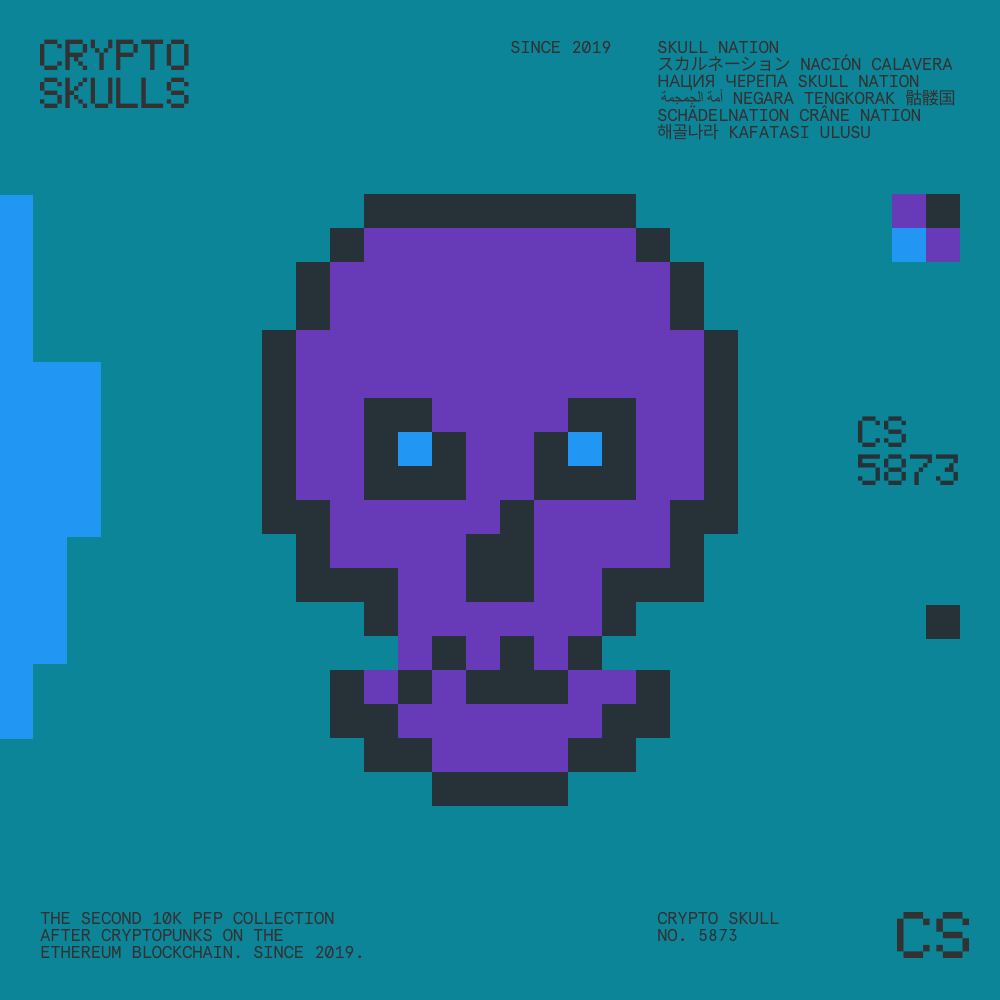 CRYPTO
SKULLS
SINCE 2019
SKULL NATION
スカルネーション NACIÓN CALAVERA
НАЦИЯ ЧЕРЕПА SKULL NATION
أمة الجمجمة NEGARA TENGKORAK 骷髅国
SCHÄDELNATION CRÂNE NATION
해골나라 KAFATASI ULUSU
CS
5873
THE SECOND 10K PFP COLLECTION
AFTER CRYPTOPUNKS ON THE
ETHEREUM BLOCKCHAIN. SINCE 2019.
CRYPTO SKULL
NO. 5873
CS